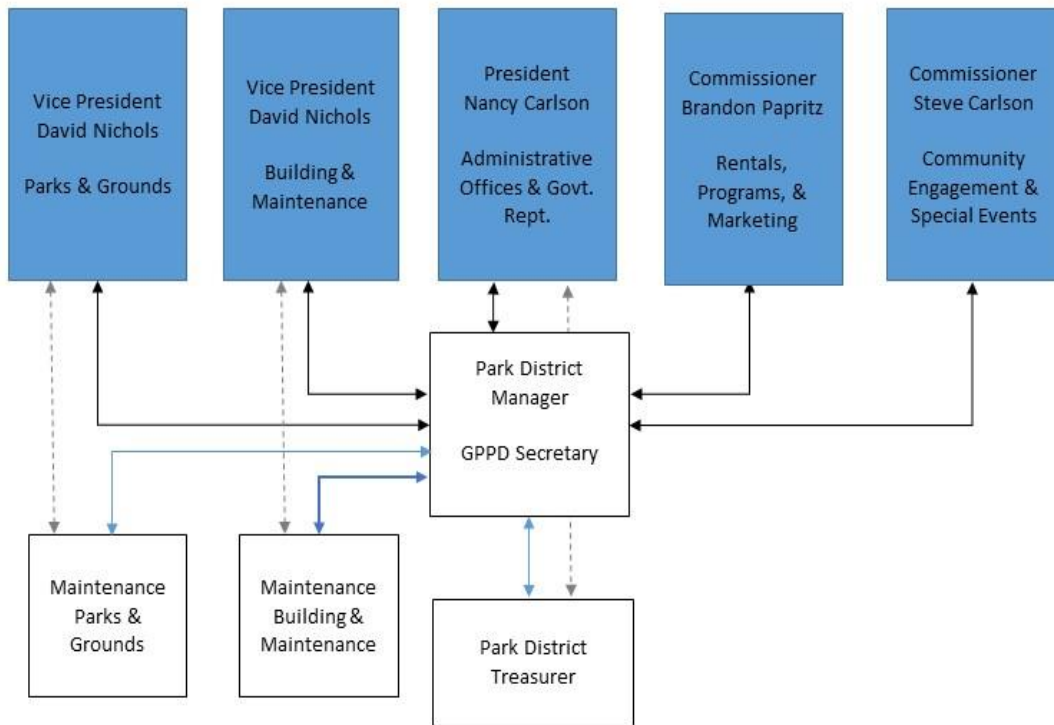 Vice President
David Nichols
Parks & Grounds
Vice President
David Nichols
Building &
Maintenance
President
Nancy Carlson
Administrative
Offices & Govt.
Rept.
Commissioner
Brandon Papritz
Rentals,
Programs, &
Marketing
Commissioner
Steve Carlson
Community
Engagement &
Special Events
Park District
Manager
GPPD Secretary
Maintenance
Parks &
Grounds
Maintenance
Building &
Maintenance
Park District
Treasurer